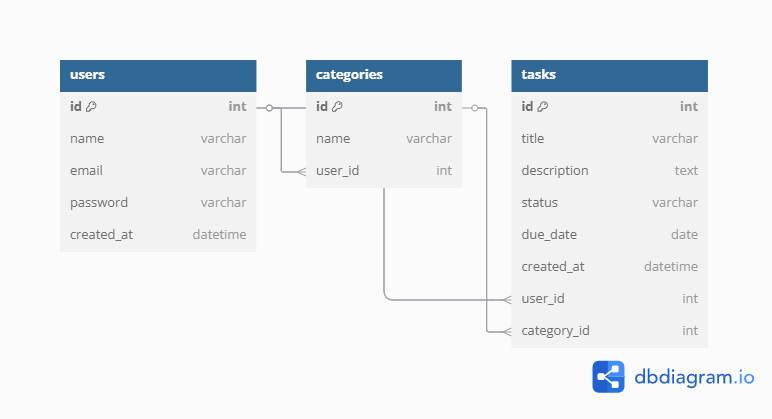 users
id int
name varchar
email varchar
password varchar
created_at datetime
categories
id int
name varchar
user_id int
tasks
id int
title varchar
description text
status varchar
due_date date
created_at datetime
user_id int
category_id int
dbdiagram.io